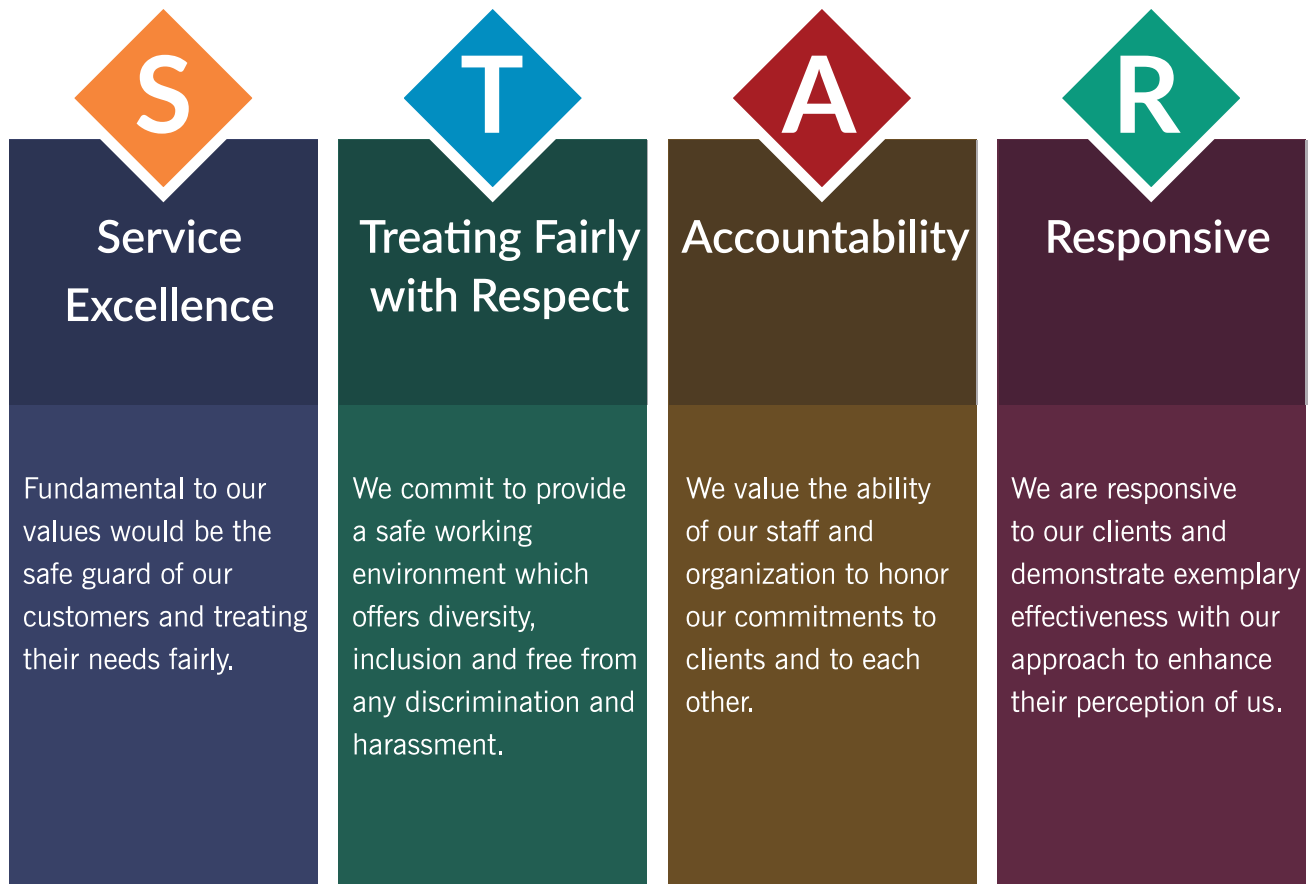 S
Service
Excellence
Fundamental to our
values would be the
safe guard of our
customers and treating
their needs fairly.
T
Treating Fairly
with Respect
We commit to provide
a safe working
environment which
offers diversity,
inclusion and free from
any discrimination and
harassment.
A
Accountability
We value the ability
of our staff and
organization to honor
our commitments to
clients and to each
other.
R
Responsive
We are responsive
to our clients and
demonstrate exemplary
effectiveness with our
approach to enhance
their perception of us.